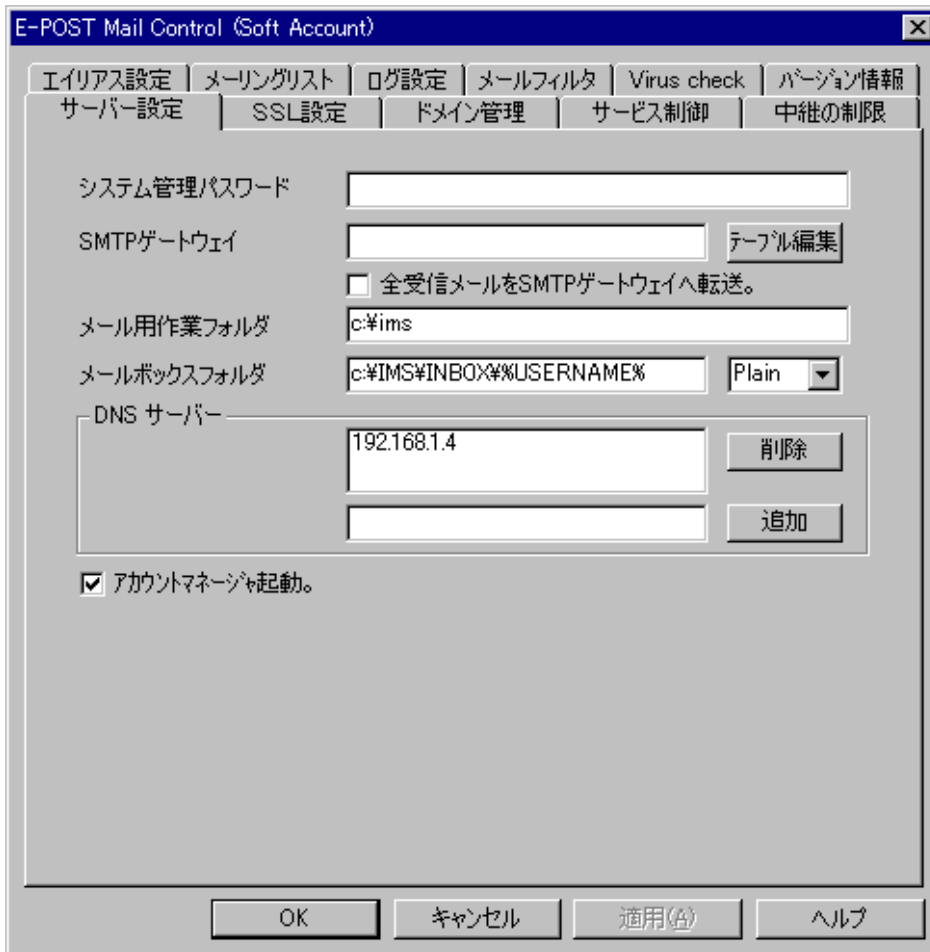 E-POST Mail Control (Soft Account)
エイリアス設定 メーリングリスト ログ設定 メールフィルタ Virus check バージョン情報
サーバー設定 SSL設定 ドメイン管理 サービス制御 中継の制限
システム管理パスワード
SMTPゲートウェイ テーブル編集
全受信メールをSMTPゲートウェイへ転送。
メール用作業フォルダ c:¥ims
メールボックスフォルダ c:¥IMS¥INBOX¥%USERNAME% Plain
DNS サーバー
192.168.1.4 削除
追加
アカウントマネージャ起動。
OK キャンセル 適用(A) ヘルプ